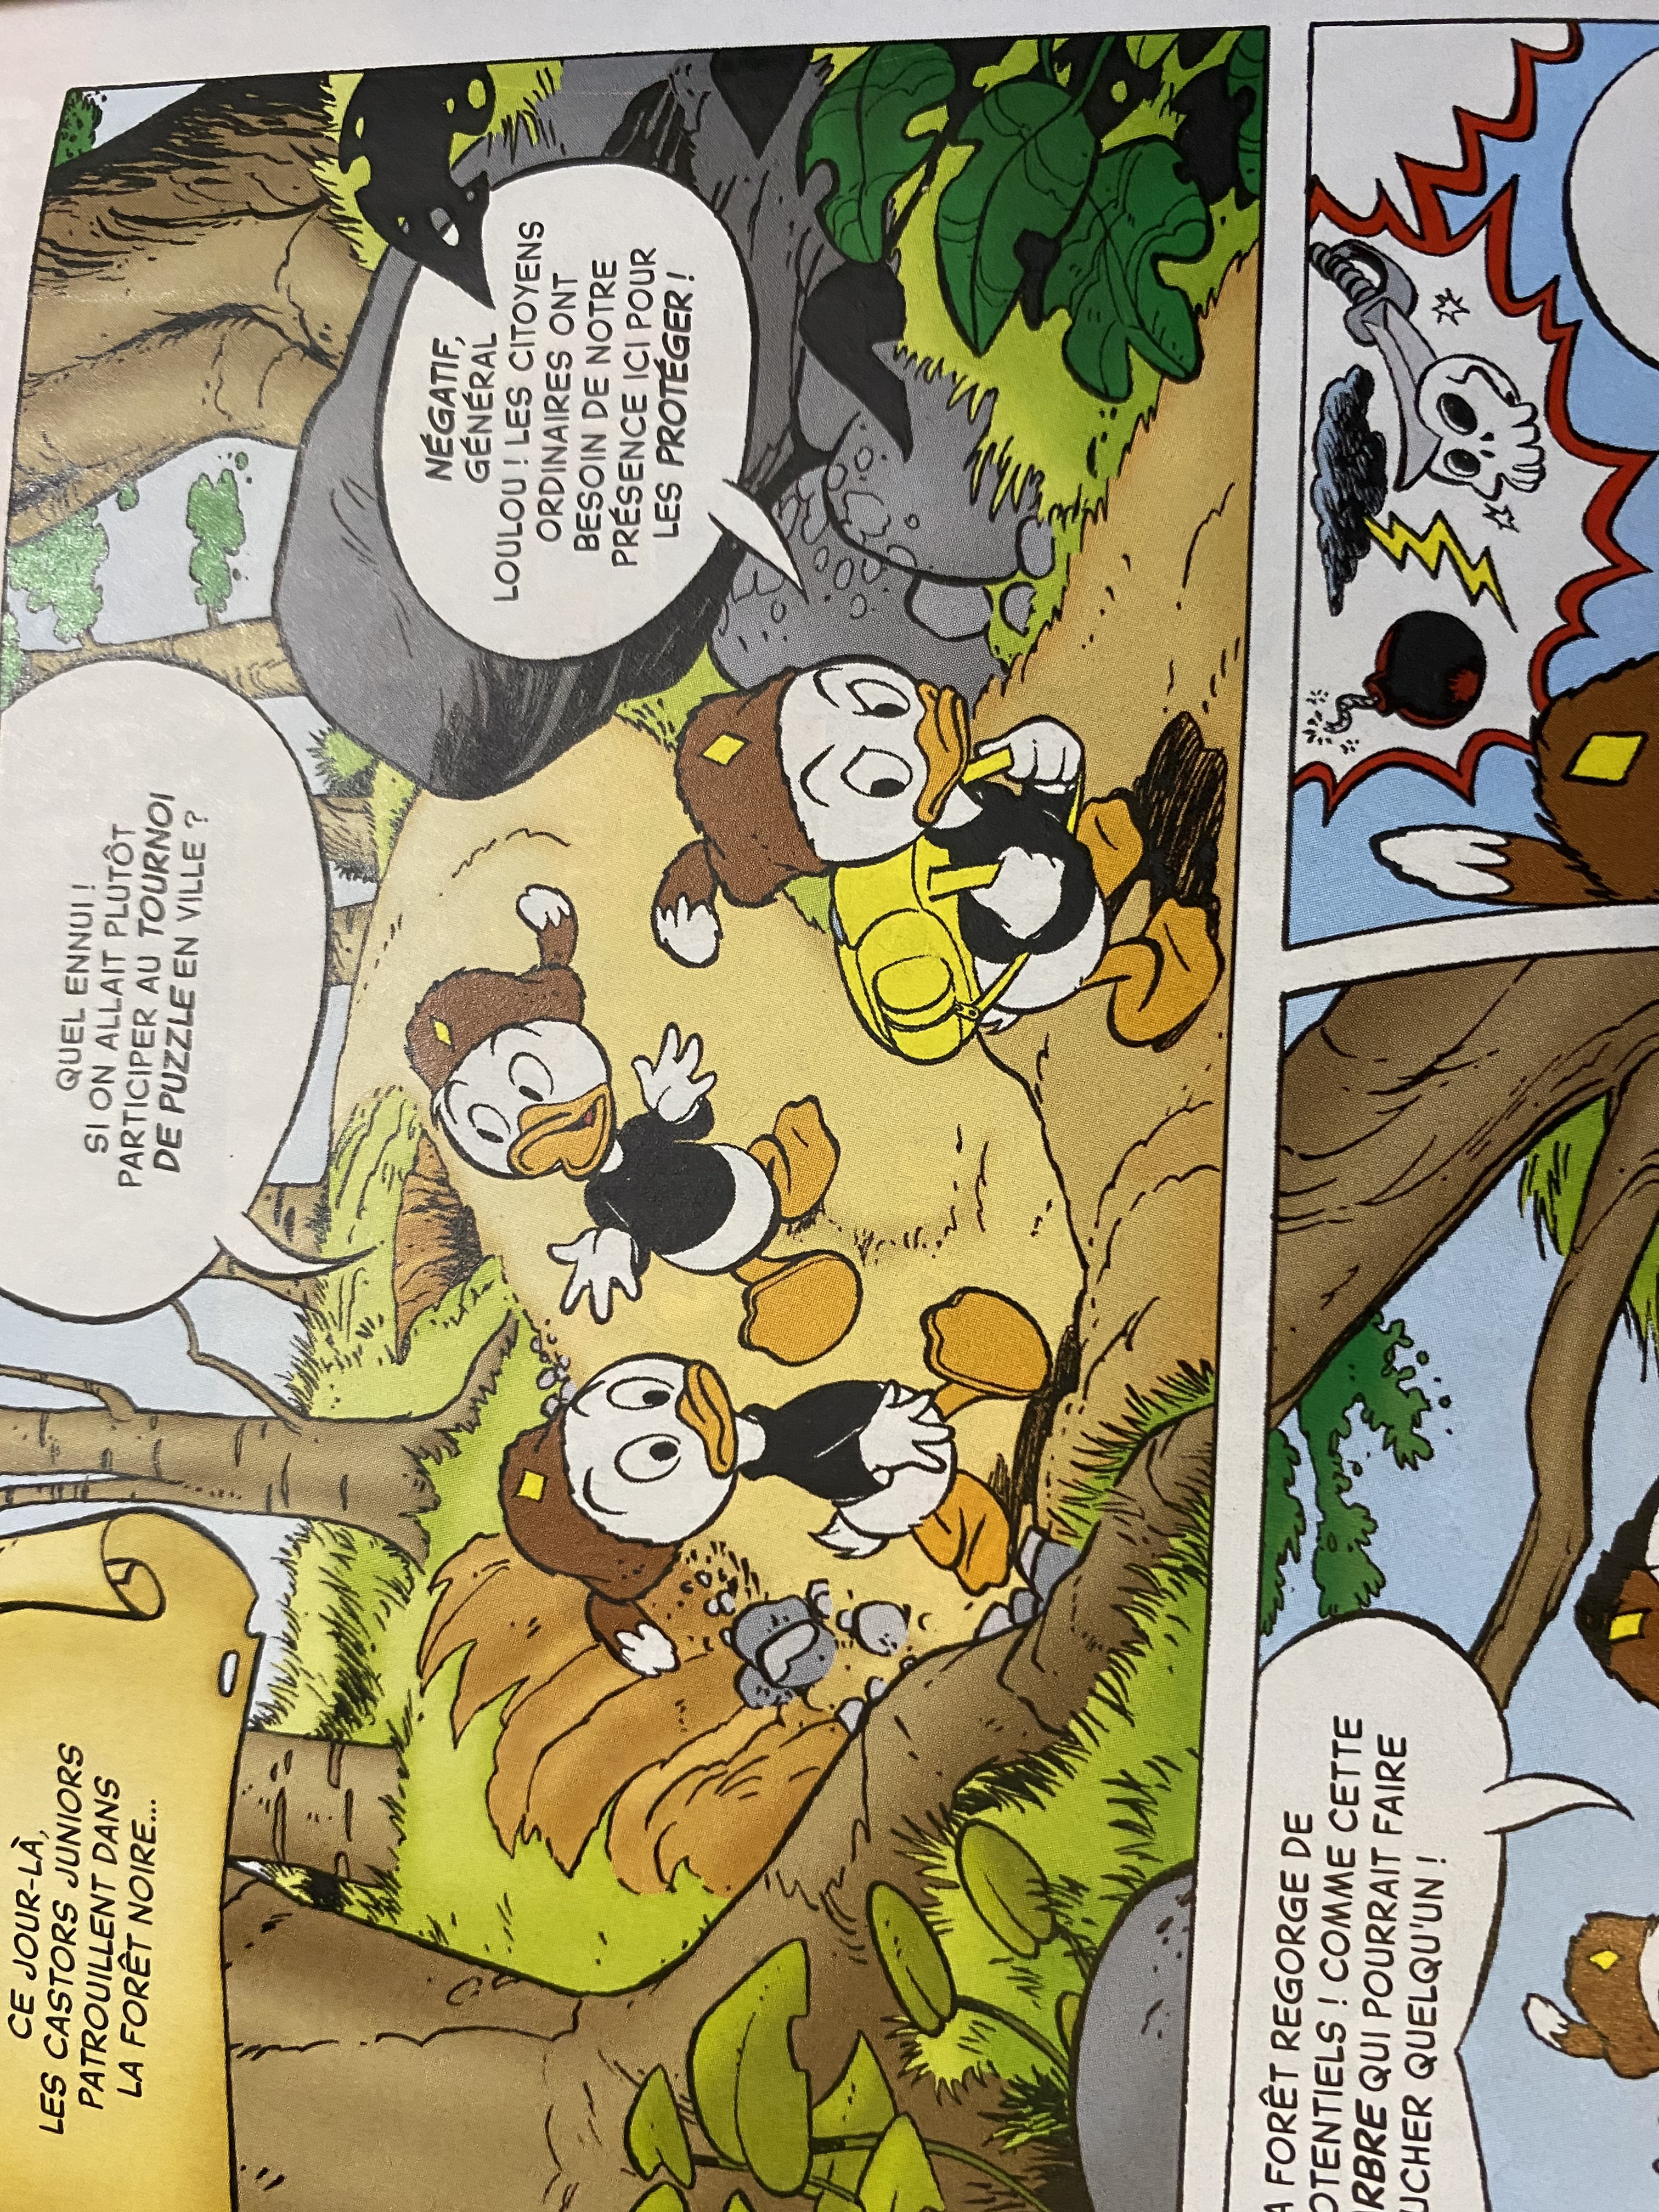 CE JOUR-LÀ,
LES CASTORS JUNIORS
PATROUILLENT DANS
LA FORÊT NOIRE...
QUEL ENNUI !
SI ON ALLAIT PLUTÔT
PARTICIPER AU TOURNOI
DE PUZZLE EN VILLE ?
NÉGATIF,
GÉNÉRAL
LOULOU ! LES CITOYENS
ORDINAIRES ONT
BESOIN DE NOTRE
PRÉSENCE ICI POUR
LES PROTÉGER !
FORÊT REGORGE DE
OTENTIELS ! COMME CETTE
RBRE QUI POURRAIT FAIRE
UCHER QUELQU'UN !